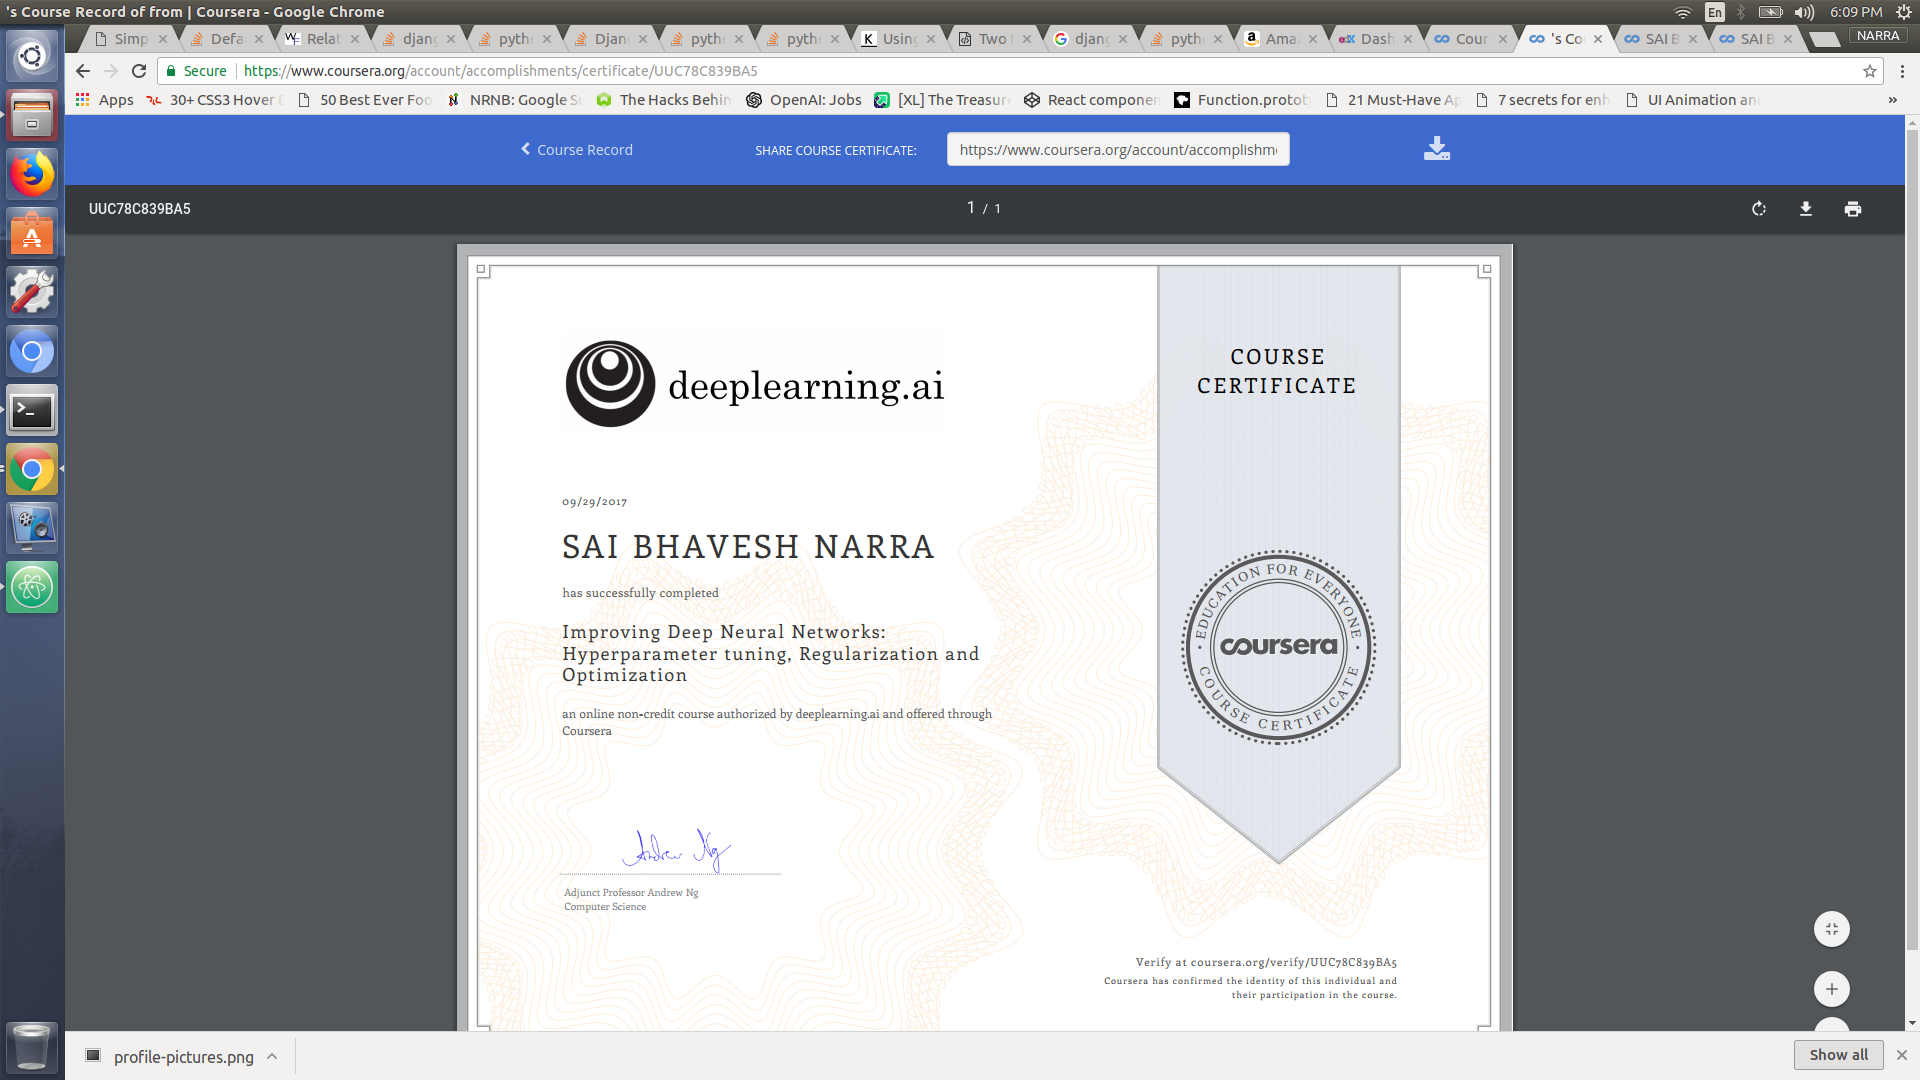 's Course Record of from | Coursera - Google Chrome
En
6:09 PM
Simp
Defa
Relat
djang
pytho
Djan
pytho
pytho
Using
Two f
djang
pytho
Amaz
Dash
Cour
's Co
SAI B
SAI B
NARRA
Secure
https://www.coursera.org/account/accomplishments/certificate/UUC78C839BA5
Apps
30+ CSS3 Hover
50 Best Ever Foo
NRNB: Google Su
The Hacks Behin
OpenAI: Jobs
[XL] The Treasur
React componen
Function.protot
21 Must-Have Ap
7 secrets for enh
UI Animation an
»
Course Record
SHARE COURSE CERTIFICATE:
https://www.coursera.org/account/accomplishm
UUC78C839BA5
1 / 1
deeplearning.ai
COURSE
CERTIFICATE
09/29/2017
SAI BHAVESH NARRA
has successfully completed
Improving Deep Neural Networks:
Hyperparameter tuning, Regularization and
Optimization
an online non-credit course authorized by deeplearning.ai and offered through
Coursera
EDUCATION FOR EVERYONE
coursera
COURSE CERTIFICATE
Andrew Ng
Adjunct Professor Andrew Ng
Computer Science
Verify at coursera.org/verify/UUC78C839BA5
Coursera has confirmed the identity of this individual and
their participation in the course.
profile-pictures.png
Show all